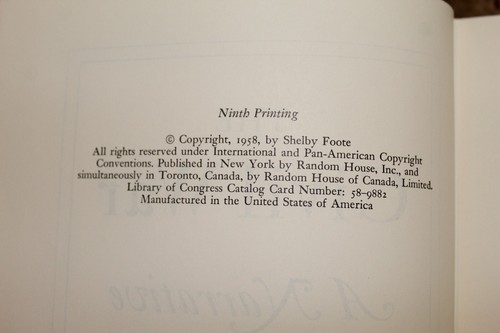 Ninth Printing
© Copyright, 1958, by Shelby Foote
All rights reserved under International and Pan-American Copyright
Conventions. Published in New York by Random House, Inc., and
simultaneously in Toronto, Canada, by Random House of Canada, Limited.
Library of Congress Catalog Card Number: 58-9882
Manufactured in the United States of America
A Narrative